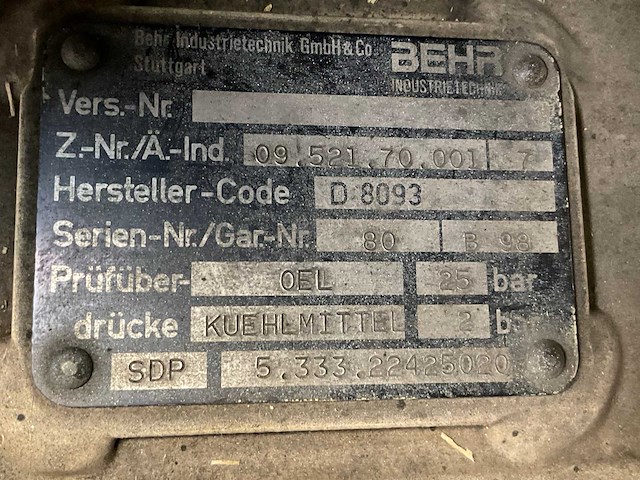 Behr Industrietechnik GmbH & Co. BEHR
Stuttgart INDUSTRIETECHNIK
Vers.-Nr.
Z.-Nr./Ä.-Ind. 09.521.70.001 7
Hersteller-Code D 8093
Serien-Nr./Gar.-Nr. 80 B 98
Prüfüber- OEL 25 bar
drücke KUEHLMITTEL 2 bar
SDP 5.333.22425020